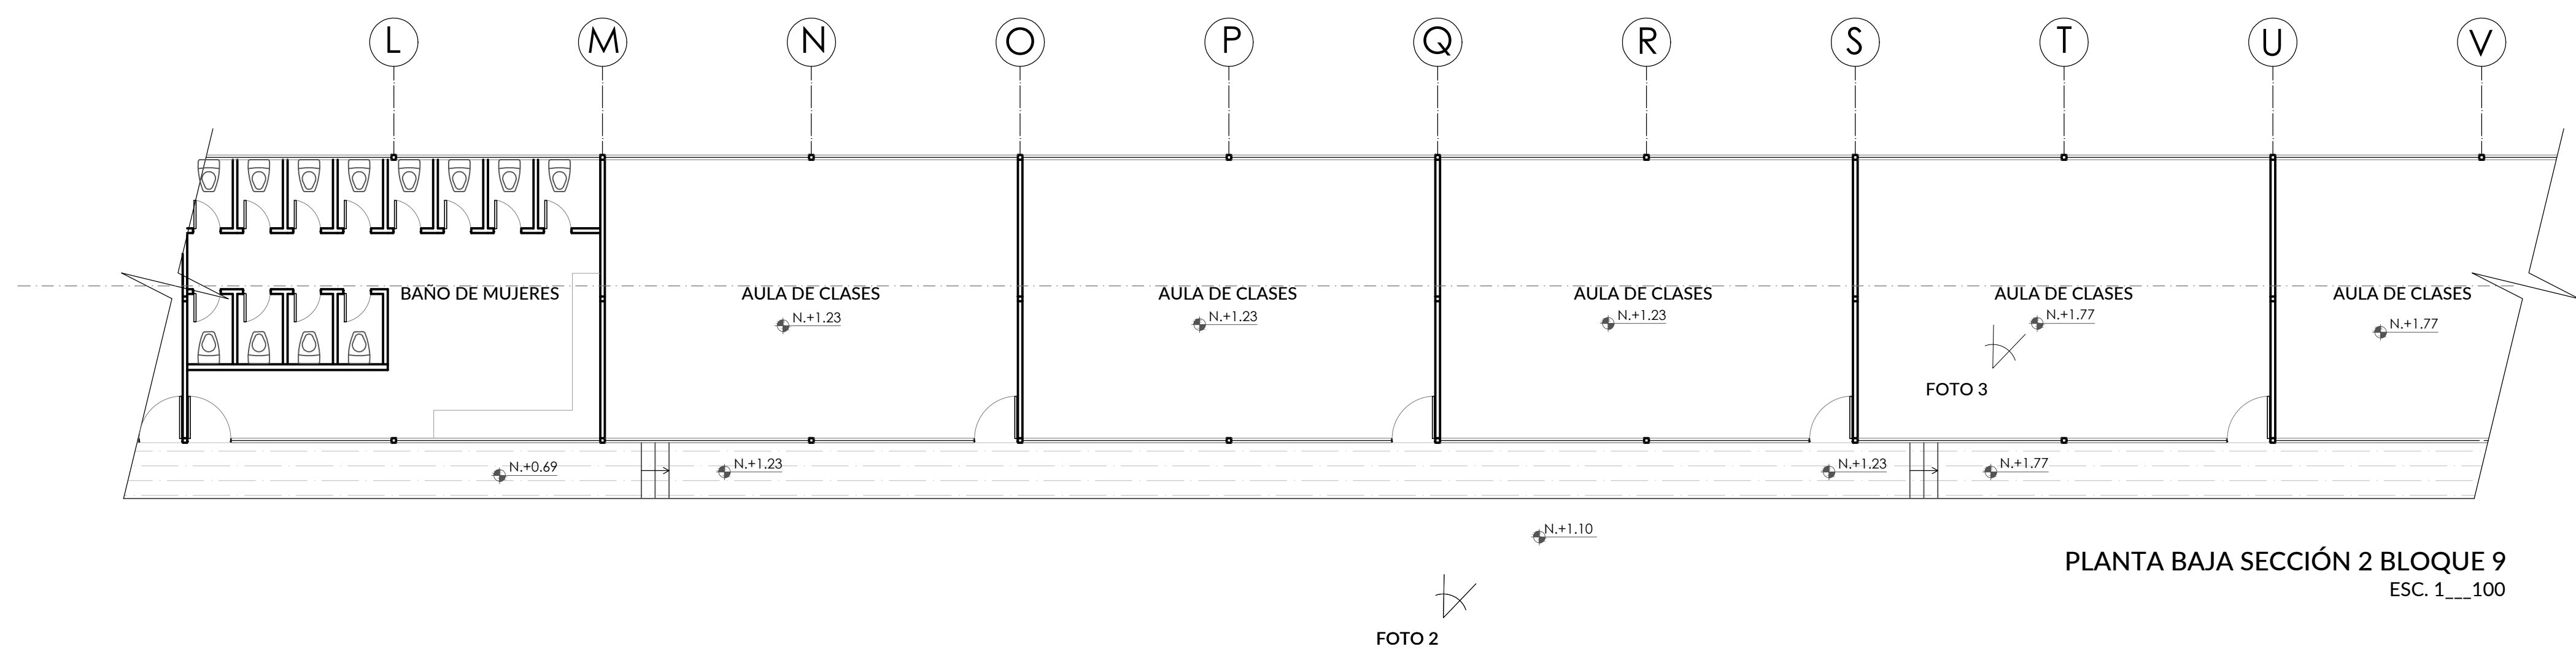 L M N O P Q R S T U V
BAÑO DE MUJERES
AULA DE CLASES
N.+1.23
AULA DE CLASES
N.+1.23
AULA DE CLASES
N.+1.23
AULA DE CLASES
N.+1.77
AULA DE CLASES
N.+1.77
FOTO 3
N.+0.69
N.+1.23
N.+1.23
N.+1.77
N.+1.10
PLANTA BAJA SECCIÓN 2 BLOQUE 9
ESC. 1___100
FOTO 2